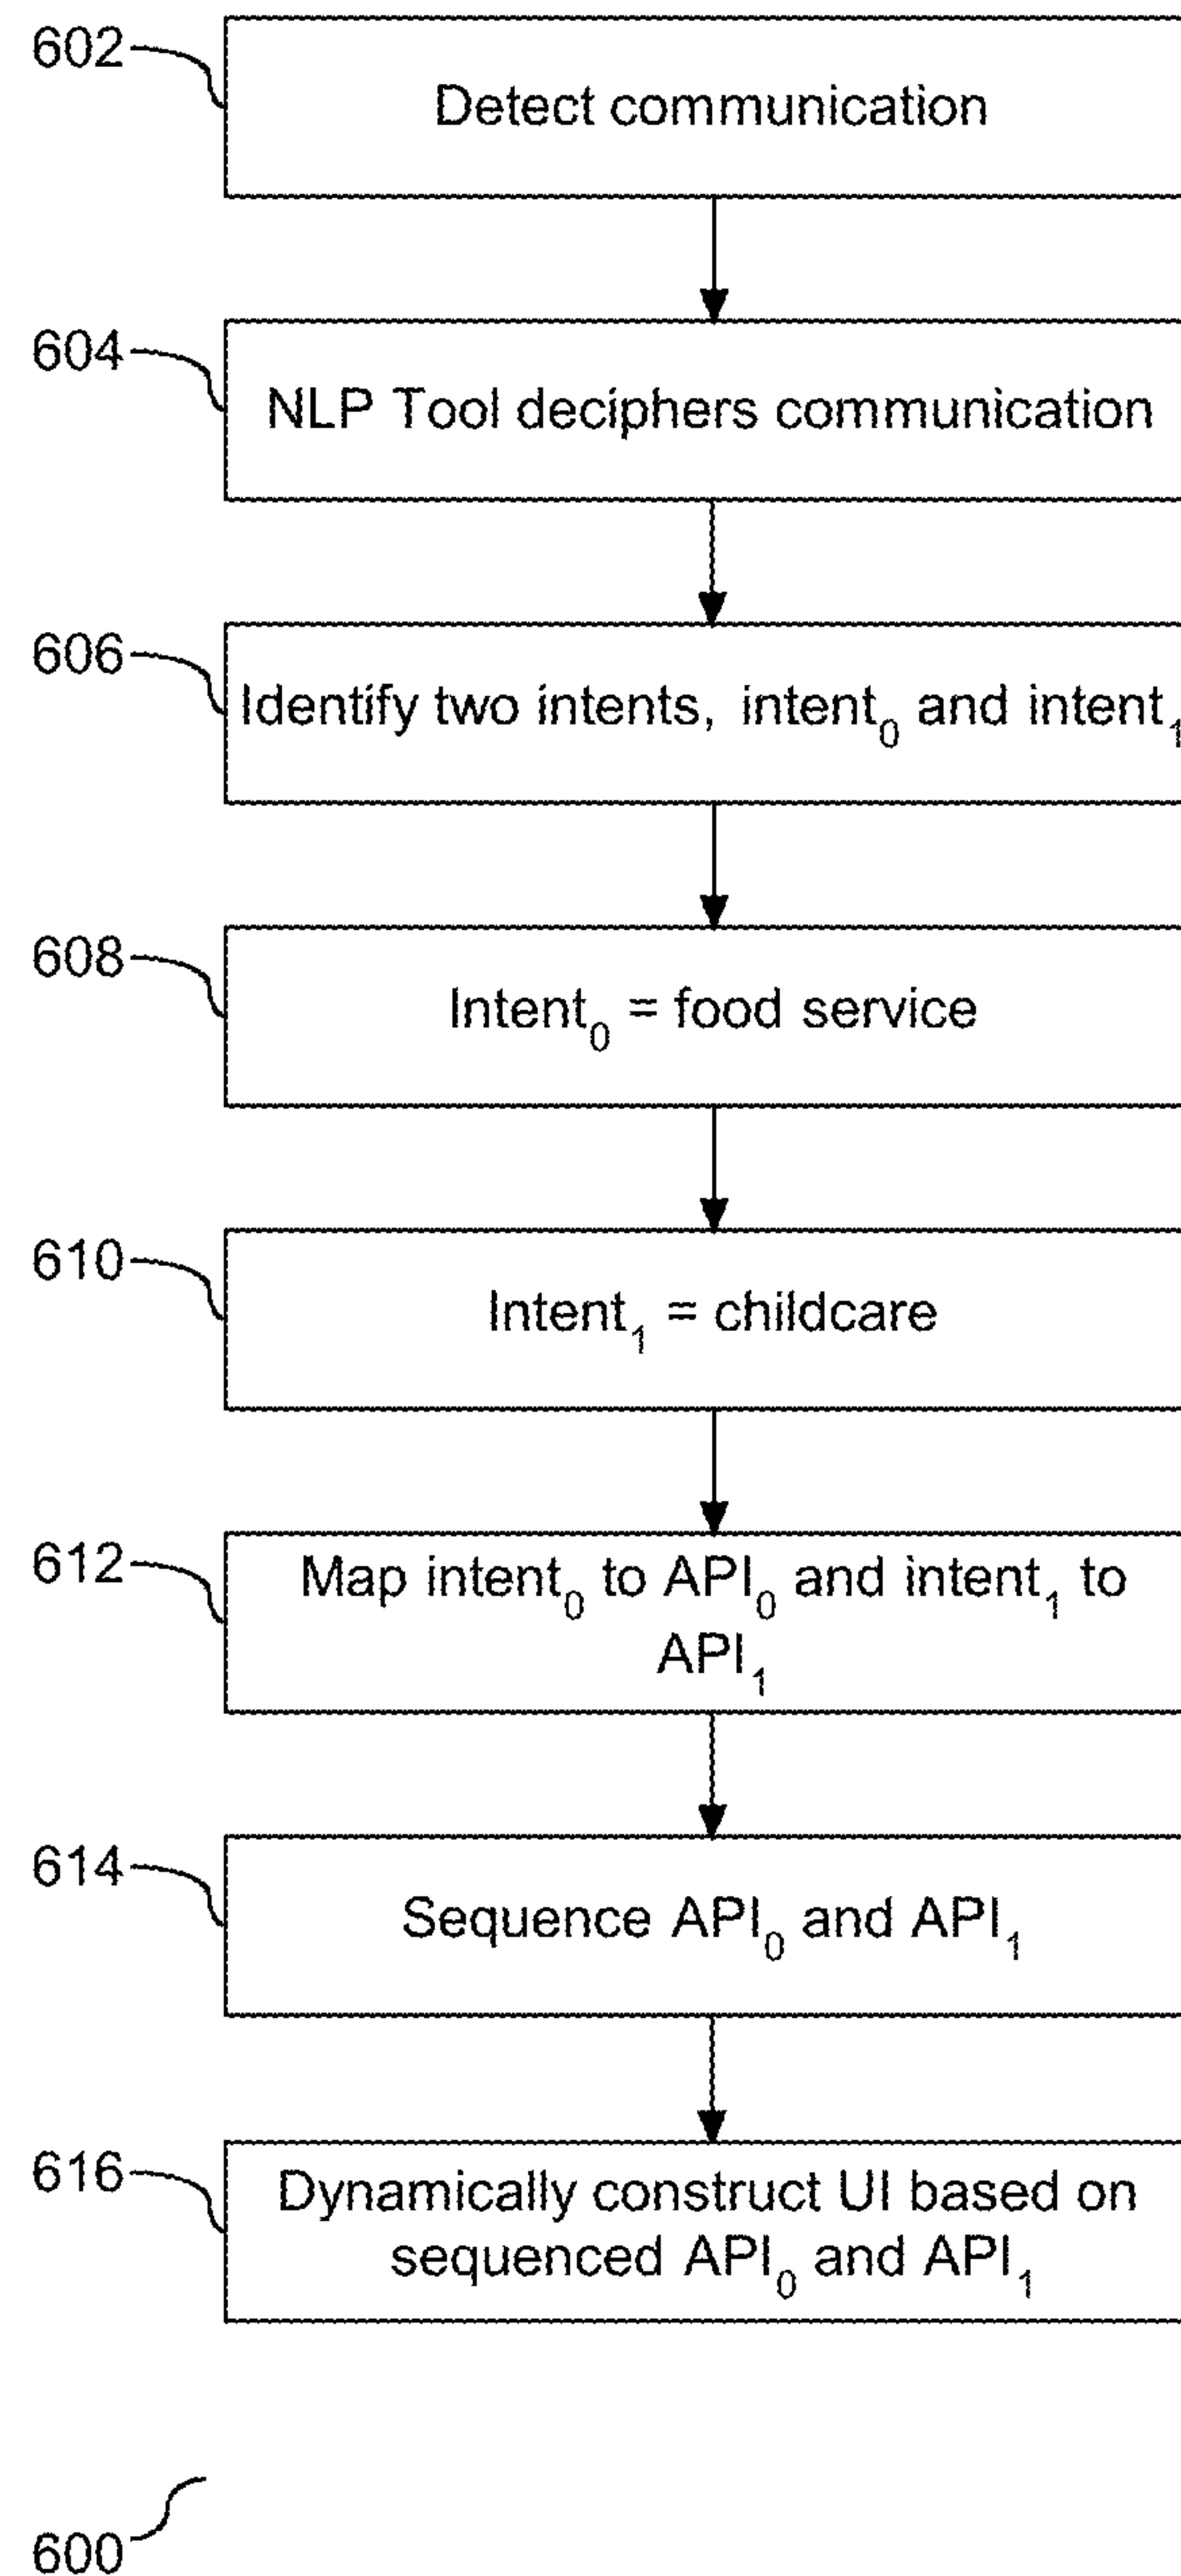 602
Detect communication
604
NLP Tool deciphers communication
606
Identify two intents, intent₀ and intent₁
608
Intent₀ = food service
610
Intent₁ = childcare
612
Map intent₀ to API₀ and intent₁ to
API₁
614
Sequence API₀ and API₁
616
Dynamically construct UI based on
sequenced API₀ and API₁
600